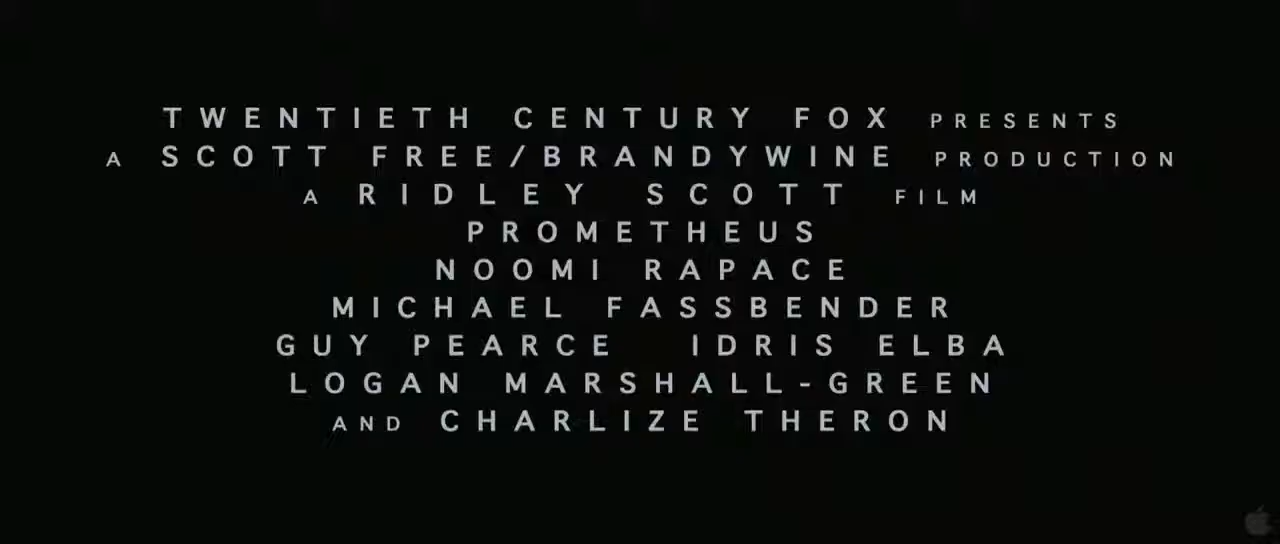 TWENTIETH CENTURY FOX PRESENTS
A SCOTT FREE/BRANDYWINE PRODUCTION
A RIDLEY SCOTT FILM
PROMETHEUS
NOOMI RAPACE
MICHAEL FASSBENDER
GUY PEARCE IDRIS ELBA
LOGAN MARSHALL-GREEN
AND CHARLIZE THERON